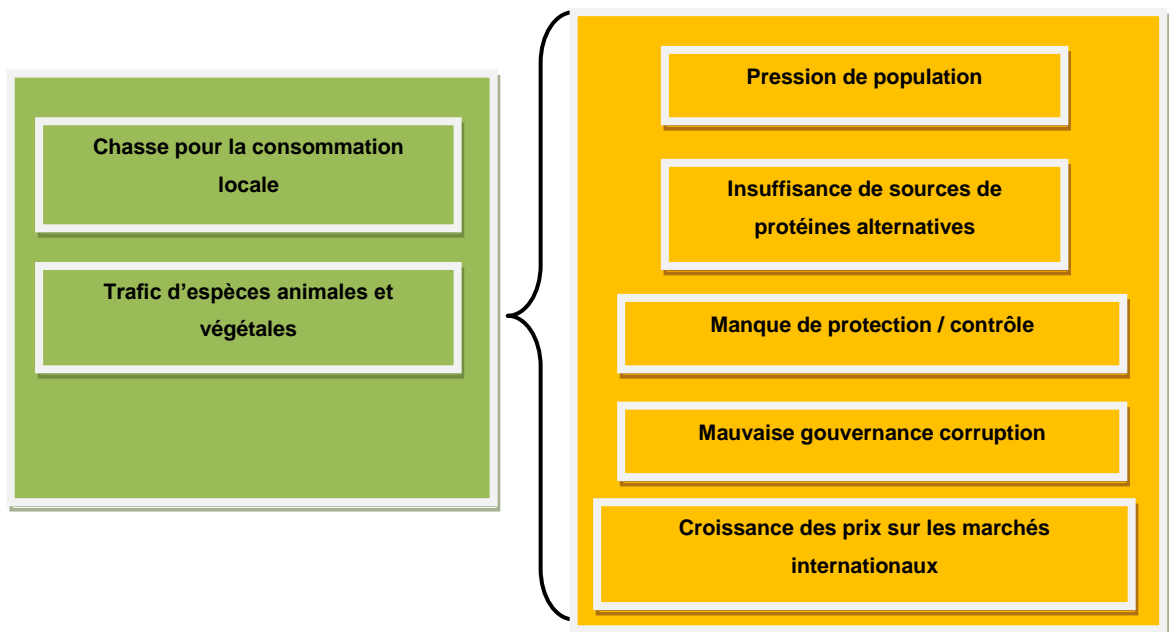 Chasse pour la consommation
locale
Trafic d’espèces animales et
végétales
Pression de population
Insuffisance de sources de
protéines alternatives
Manque de protection / contrôle
Mauvaise gouvernance corruption
Croissance des prix sur les marchés
internationaux